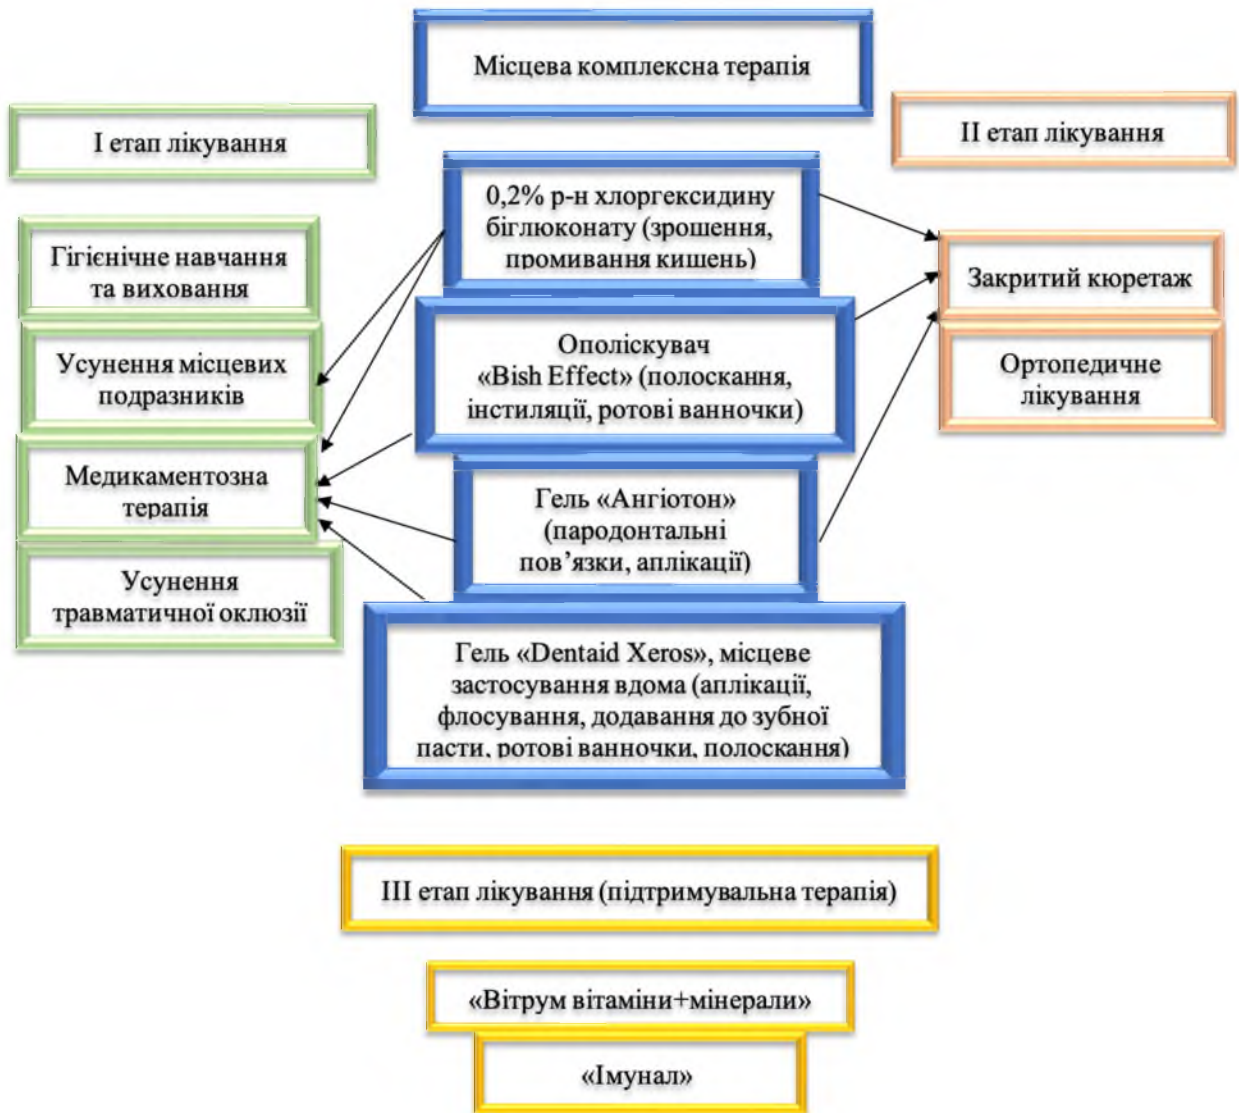 Місцева комплексна терапія
І етап лікування
ІІ етап лікування
0,2% р-н хлоргексидину
біглюконату (зрошення,
промивання кишень)
Гігієнічне навчання
та виховання
Закритий кюретаж
Ополіскувач
«Bish Effect» (полоскання,
інстиляції, ротові ванночки)
Усунення місцевих
подразників
Ортопедичне
лікування
Медикаментозна
терапія
Гель «Ангіотон»
(пародонтальні
пов’язки, аплікації)
Усунення
травматичної оклюзії
Гель «Dentaid Xeros», місцеве
застосування вдома (аплікації,
флосування, додавання до зубної
пасти, ротові ванночки, полоскання)
ІІІ етап лікування (підтримувальна терапія)
«Вітрум вітаміни+мінерали»
«Імунал»